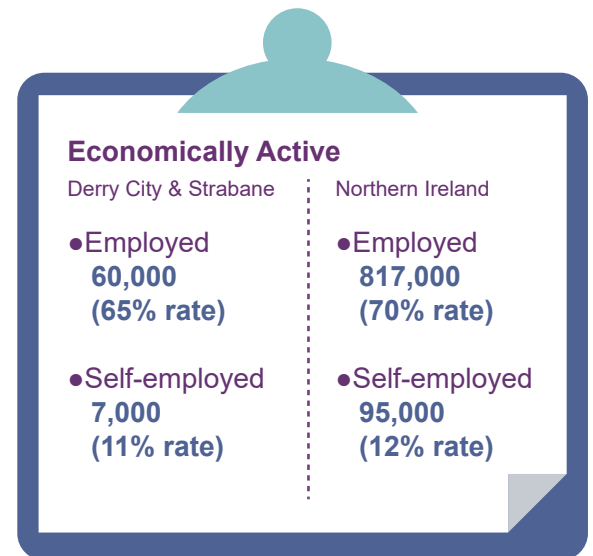 Economically Active
Derry City & Strabane
●Employed
60,000
(65% rate)
●Self-employed
7,000
(11% rate)
Northern Ireland
●Employed
817,000
(70% rate)
●Self-employed
95,000
(12% rate)